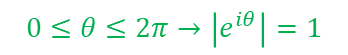 0 ≤ θ ≤ 2π → |e^{iθ}| = 1